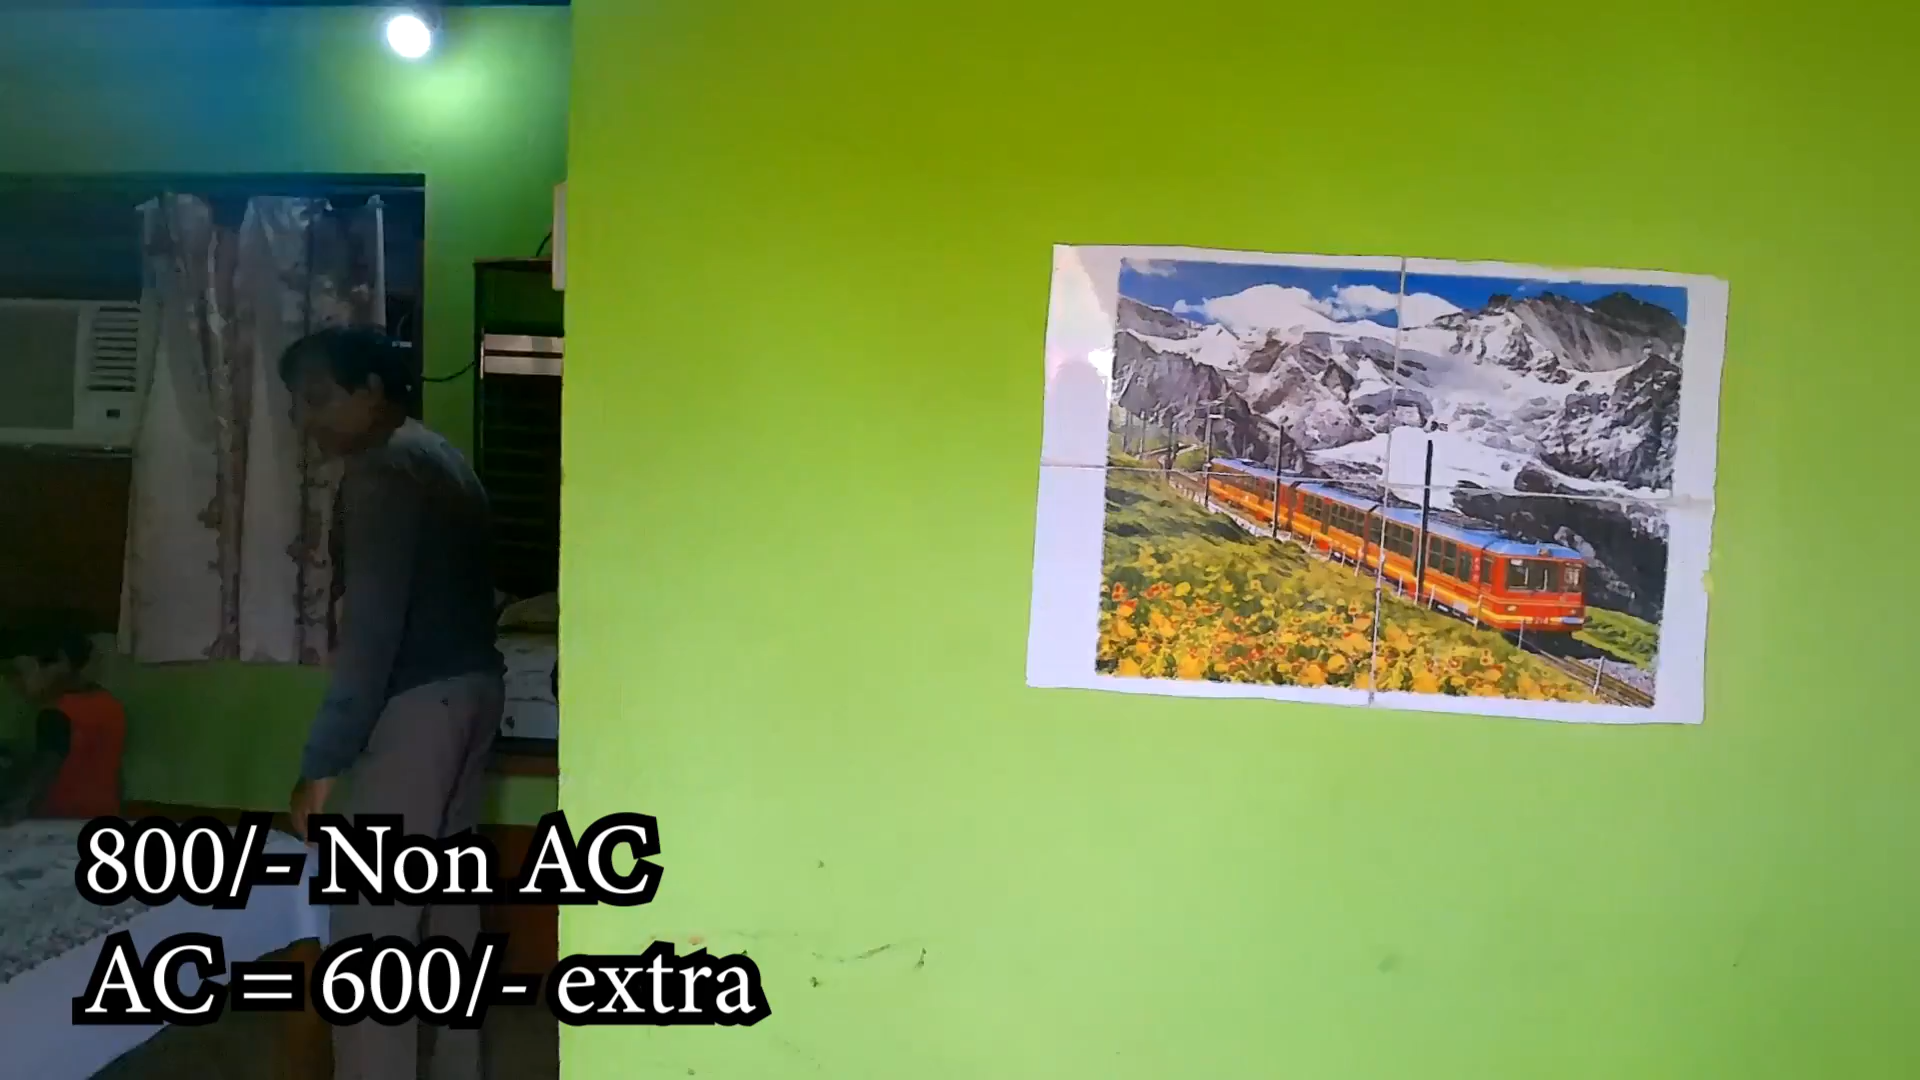 800/- Non AC
AC = 600/- extra